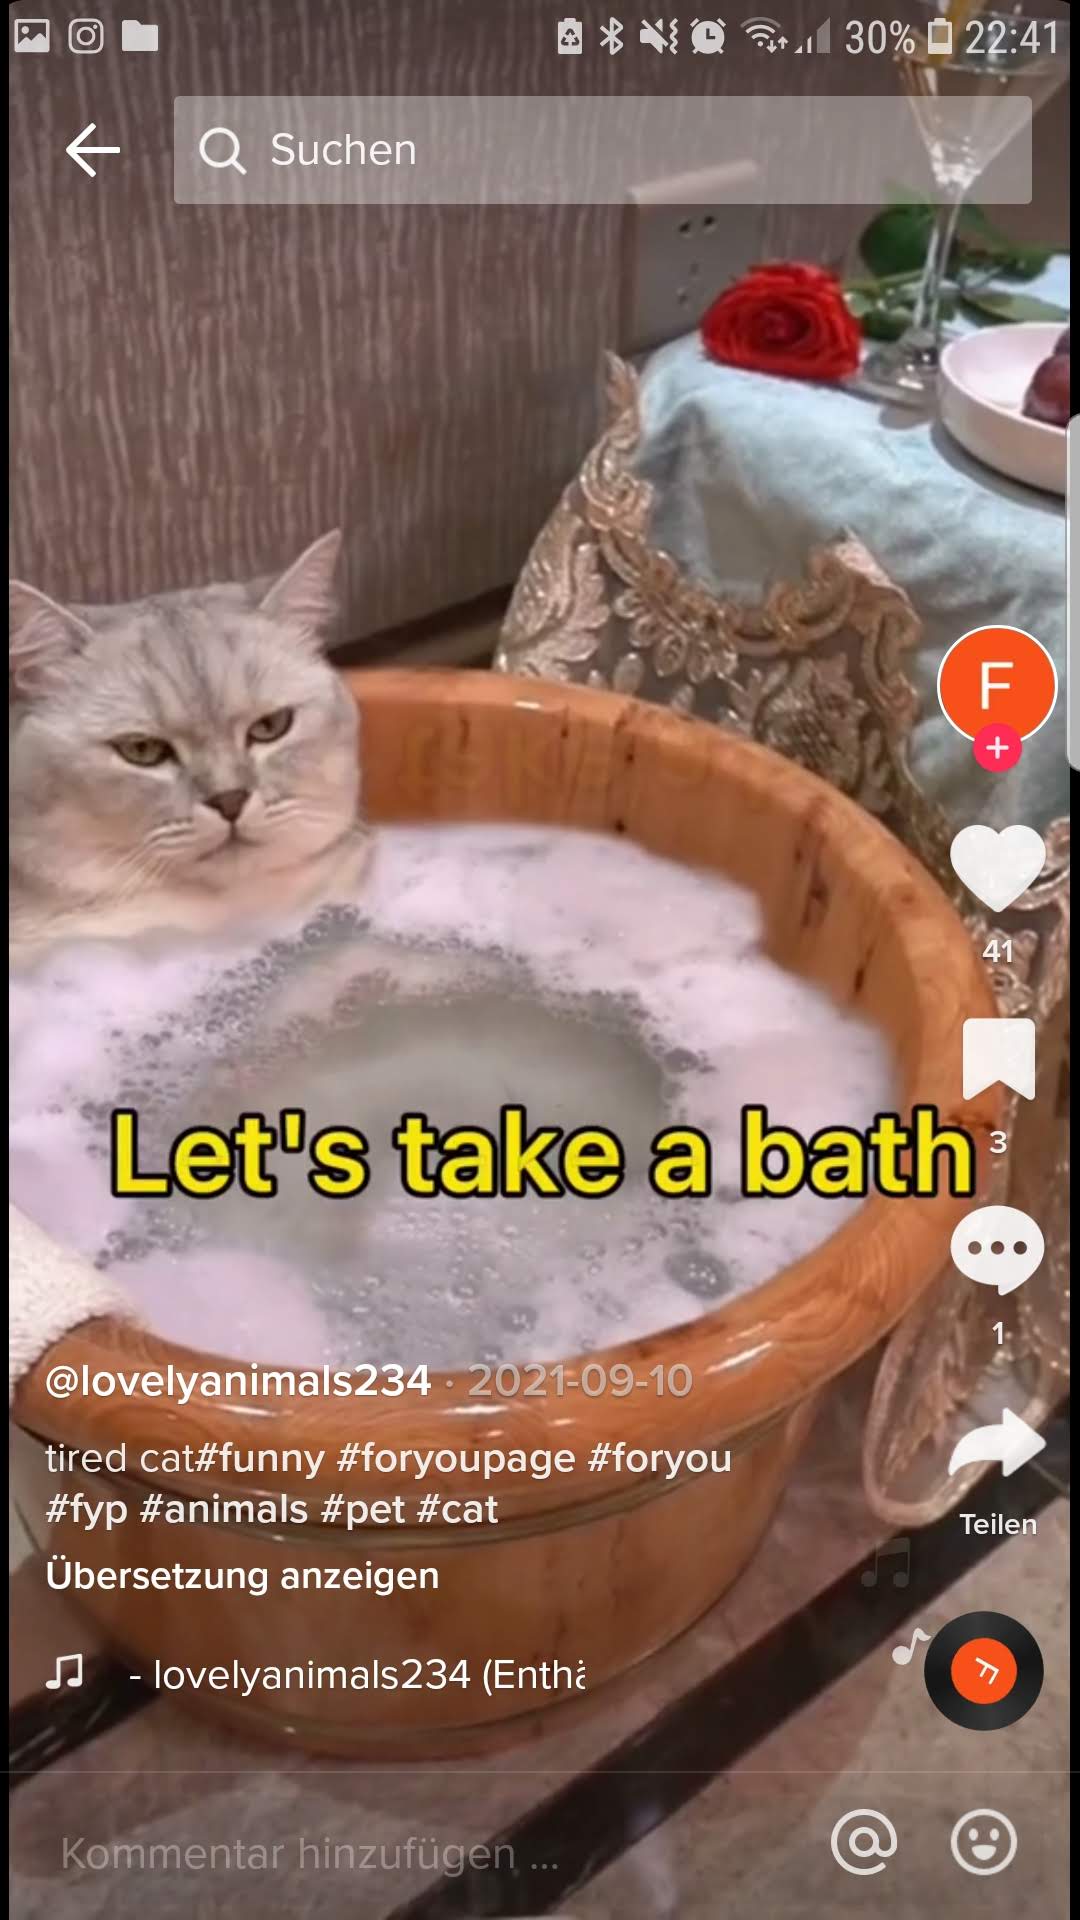 30% 22:41
Suchen
F
41
Let's take a bath
3
1
@lovelyanimals234 · 2021-09-10
tired cat#funny #foryoupage #foryou
#fyp #animals #pet #cat
Teilen
Übersetzung anzeigen
- lovelyanimals234 (Enthä
F
Kommentar hinzufügen ...